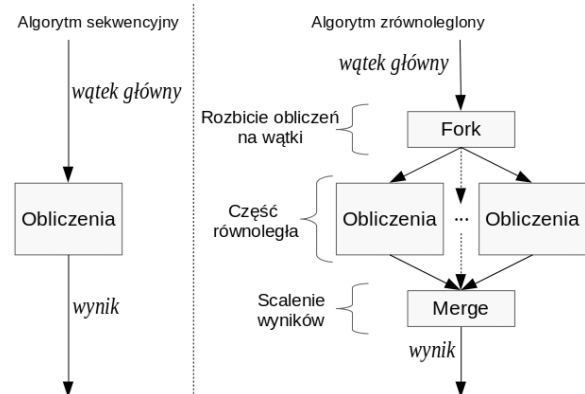 Algorytm sekwencyjny
wątek główny
Obliczenia
wynik
Algorytm zrównoleglony
wątek główny
Rozbicie obliczeń
na wątki
Fork
Część
równoległa
Obliczenia
...
Obliczenia
Scalenie
wyników
Merge
wynik